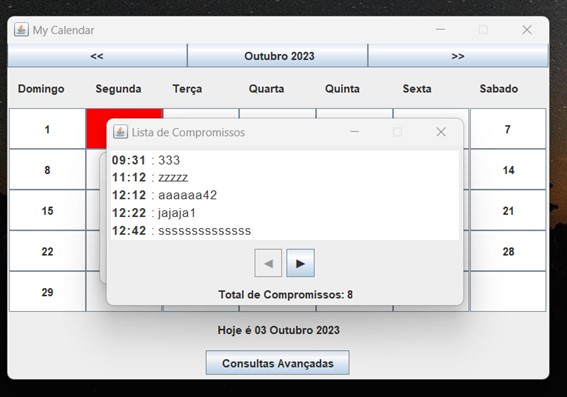 My Calendar
<< Outubro 2023 >>
Domingo Segunda Terça Quarta Quinta Sexta Sabado
1 7
Lista de Compromissos
09:31 : 333
11:12 : zzzzz
8 14
12:12 : aaaaaa42
15 21
12:22 : jajaja1
12:42 : ssssssssssssss
22 28
29
Total de Compromissos: 8
Hoje é 03 Outubro 2023
Consultas Avançadas